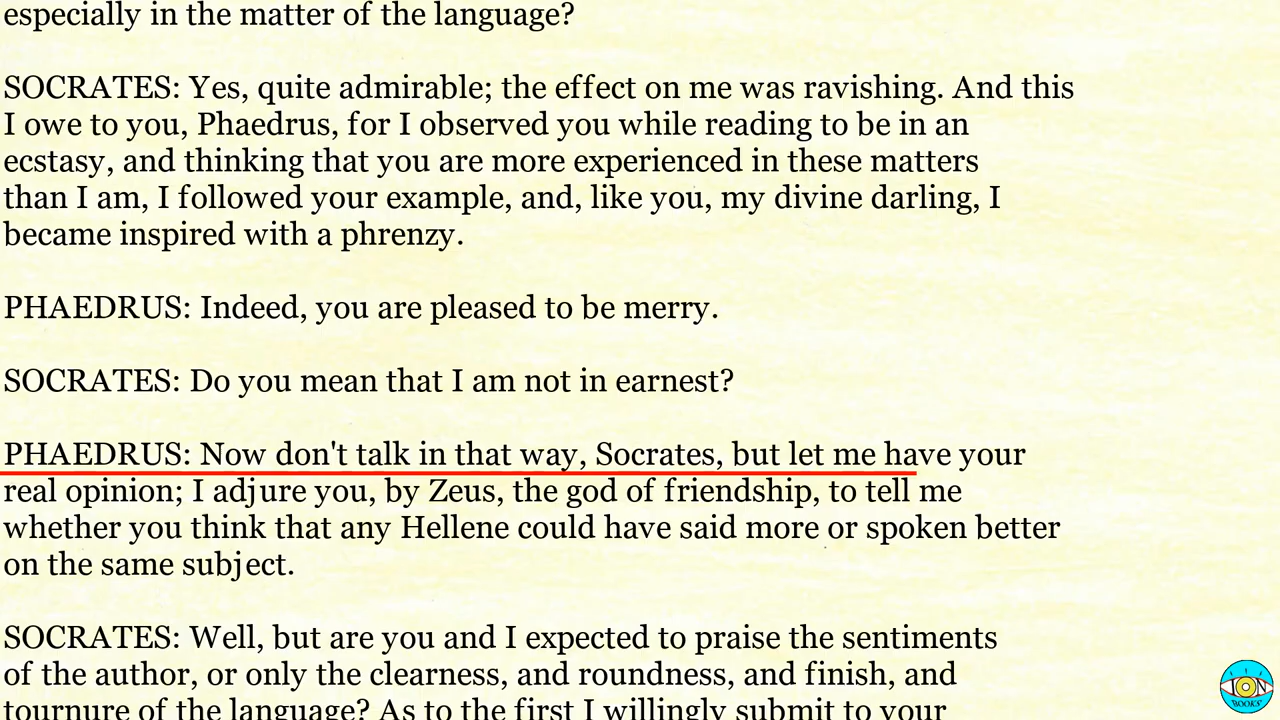 especially in the matter of the language?
SOCRATES: Yes, quite admirable; the effect on me was ravishing. And this
I owe to you, Phaedrus, for I observed you while reading to be in an
ecstasy, and thinking that you are more experienced in these matters
than I am, I followed your example, and, like you, my divine darling, I
became inspired with a phrenzy.
PHAEDRUS: Indeed, you are pleased to be merry.
SOCRATES: Do you mean that I am not in earnest?
PHAEDRUS: Now don't talk in that way, Socrates, but let me have your
real opinion; I adjure you, by Zeus, the god of friendship, to tell me
whether you think that any Hellene could have said more or spoken better
on the same subject.
SOCRATES: Well, but are you and I expected to praise the sentiments
of the author, or only the clearness, and roundness, and finish, and
tournure of the language? As to the first I willingly submit to your
ION
BOOKS